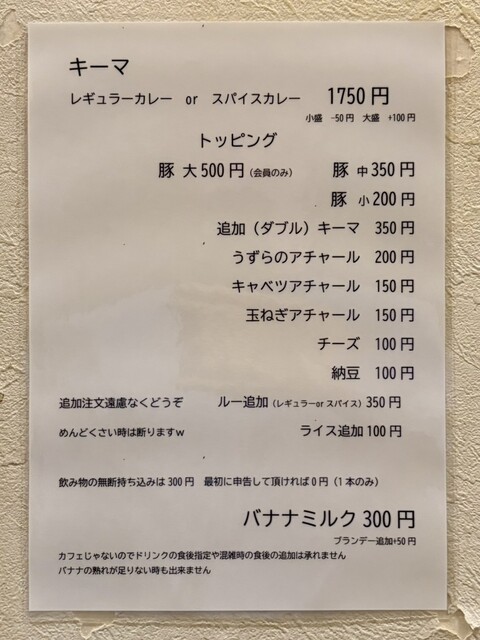 キーマ
レギュラーカレー or スパイスカレー 1750円
小盛 -50円 大盛 +100円
トッピング
豚 大500円(会員のみ) 豚 中350円
豚 小200円
追加(ダブル)キーマ 350円
うずらのアチャール 200円
キャベツアチャール 150円
玉ねぎアチャール 150円
チーズ 100円
納豆 100円
追加注文遠慮なくどうぞ ルー追加(レギュラーor スパイス)350円
めんどくさい時は断りますw ライス追加100円
飲み物の無断持ち込みは300円 最初に申告して頂ければ0円(1本のみ)
バナナミルク 300円
ブランデー追加+50円
カフェじゃないのでドリンクの食後指定や混雑時の食後の追加は承れません
バナナの熟れが足りない時も出来ません